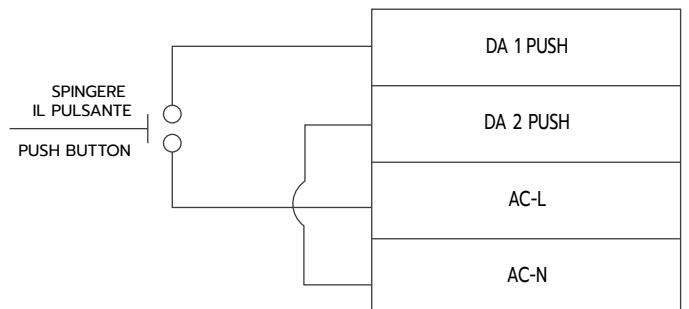 DA 1 PUSH
SPINGERE
IL PULSANTE
PUSH BUTTON
DA 2 PUSH
AC-L
AC-N